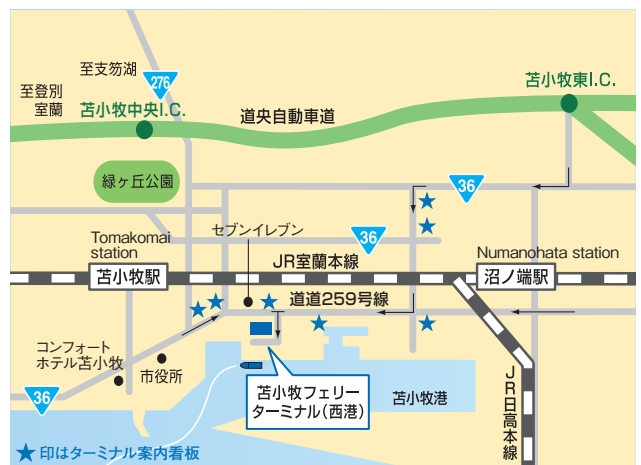 至支笏湖
276
至登別
室蘭
苫小牧中央I.C.
道央自動車道
苫小牧東I.C.
緑ヶ丘公園
36
セブンイレブン
36
Tomakomai
station
苫小牧駅
JR室蘭本線
Numanohata station
沼ノ端駅
道道259号線
コンフォート
ホテル苫小牧
市役所
36
苫小牧フェリー
ターミナル(西港)
苫小牧港
JR日高本線
★印はターミナル案内看板